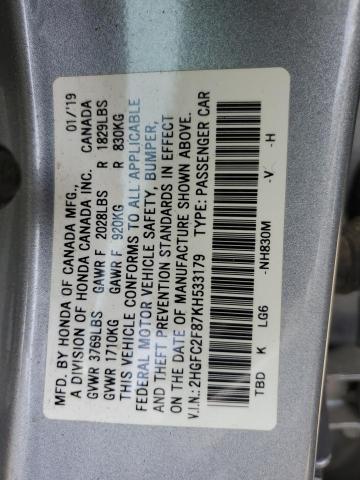 MFD. BY HONDA OF CANADA MFG., 01/'19
A DIVISION OF HONDA CANADA INC. CANADA
GVWR 3769LBS GAWR F 2028LBS R 1829LBS
GVWR 1710KG GAWR F 920KG R 830KG
THIS VEHICLE CONFORMS TO ALL APPLICABLE
FEDERAL MOTOR VEHICLE SAFETY, BUMPER,
AND THEFT PREVENTION STANDARDS IN EFFECT
ON THE DATE OF MANUFACTURE SHOWN ABOVE.
V.I.N.: 2HGFC2F87KH533179 TYPE: PASSENGER CAR
TBD K LG6 -NH830M -V -H